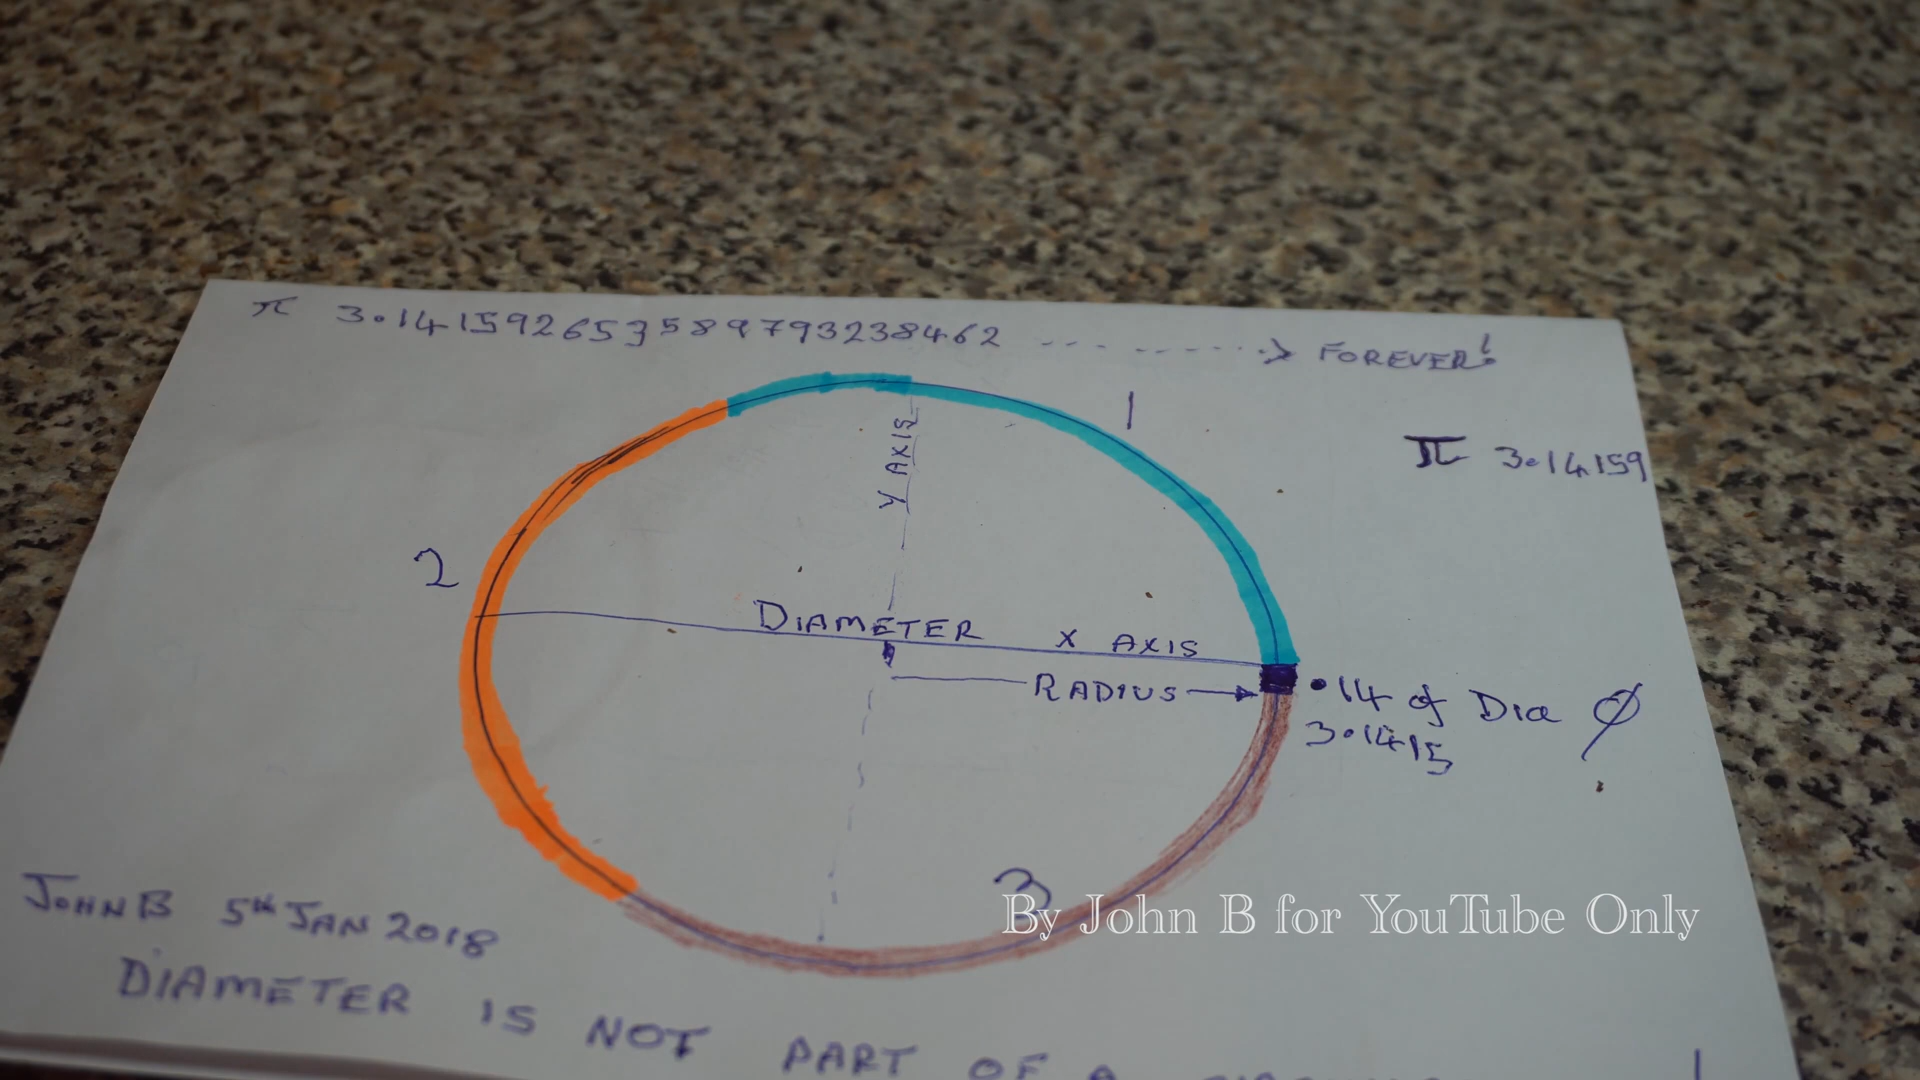 π 3.14159265358979323846 2 ------> FOREVER!
1
π 3.14159
Y AXIS
2
DIAMETER X AXIS
RADIUS → .14 of Dia ∅
3.1415
3
By John B for YouTube Only
JOHN B 5th JAN 2018
DIAMETER IS NOT PART OF A